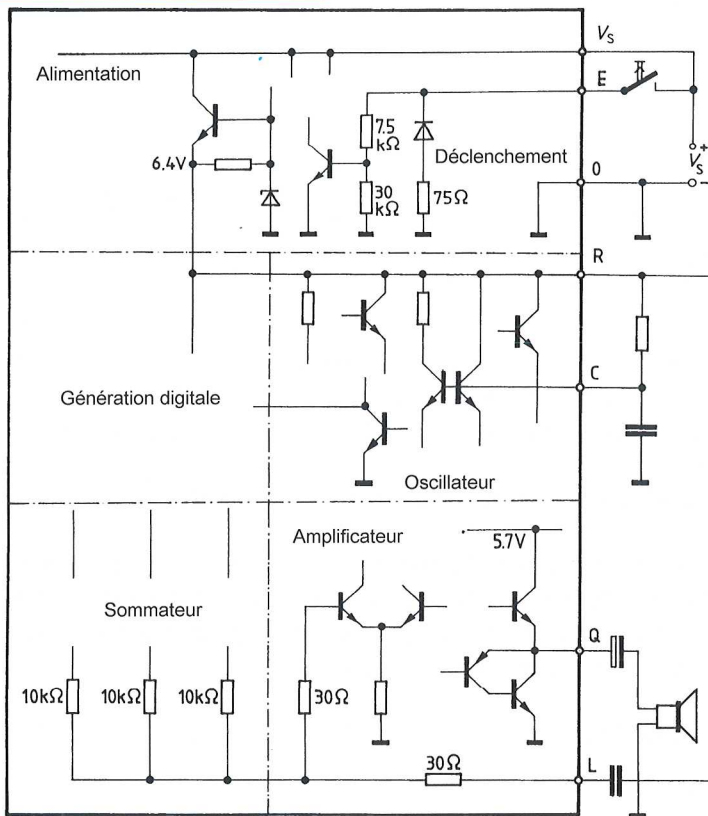 Alimentation
V_S
E
7.5
kΩ
Déclenchement
6.4V
+
V_S
-
30
kΩ
75Ω
0
R
C
Génération digitale
Oscillateur
Amplificateur
5.7V
Sommateur
Q
10kΩ 10kΩ 10kΩ 30Ω
30Ω
L